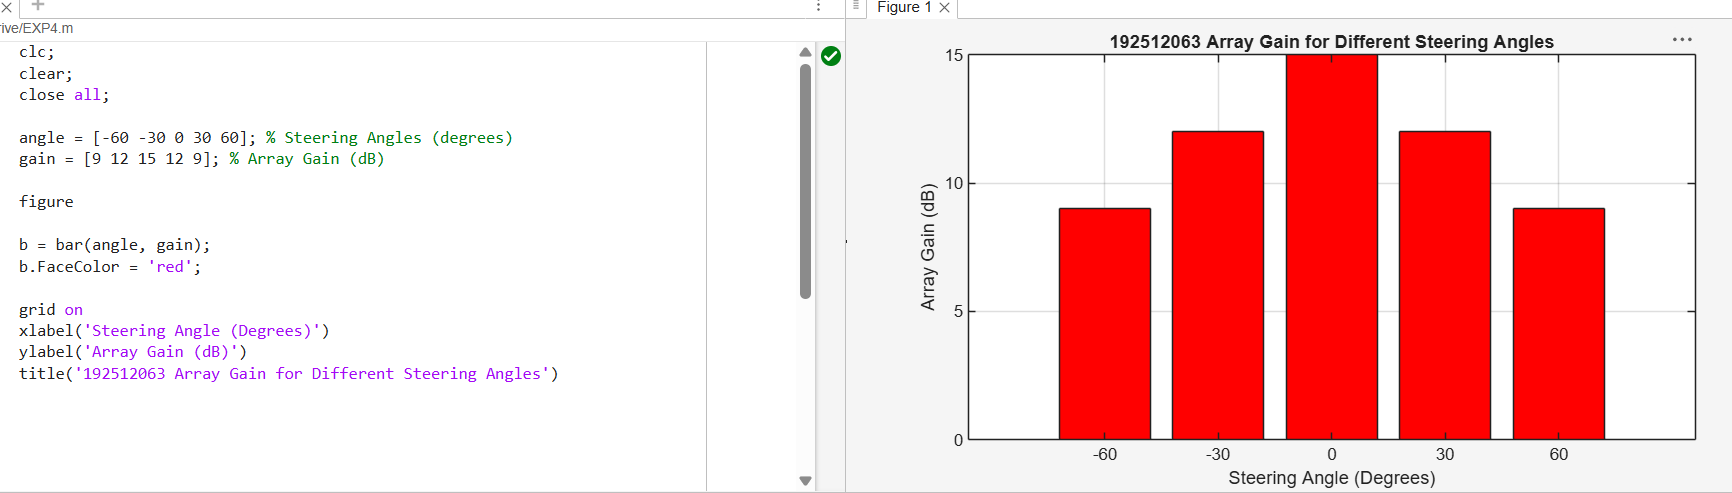 rive/EXP4.m
clc;
clear;
close all;
angle = [-60 -30 0 30 60]; % Steering Angles (degrees)
gain = [9 12 15 12 9]; % Array Gain (dB)
figure
b = bar(angle, gain);
b.FaceColor = 'red';
grid on
xlabel('Steering Angle (Degrees)')
ylabel('Array Gain (dB)')
title('192512063 Array Gain for Different Steering Angles')
Figure 1
192512063 Array Gain for Different Steering Angles
15
10
5
0
Array Gain (dB)
-60 -30 0 30 60
Steering Angle (Degrees)